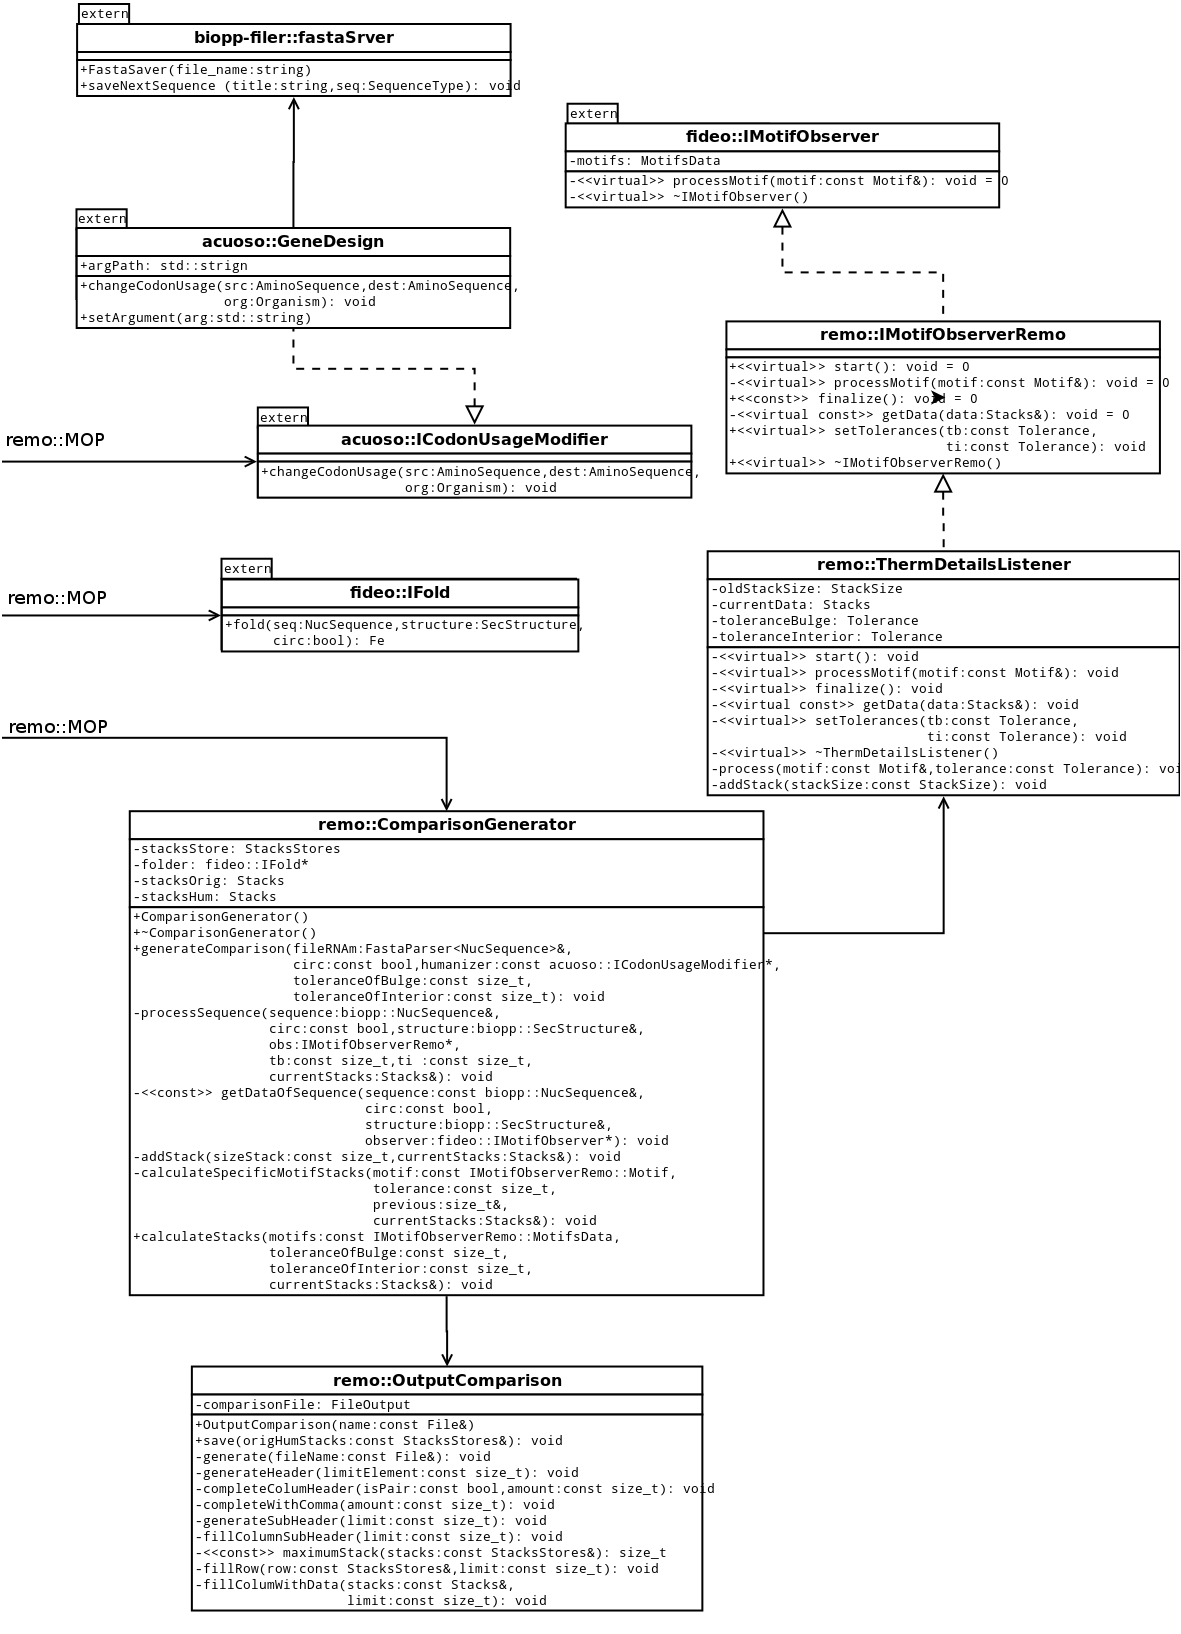 extern
biopp-filer::fastaSrver
+FastaSaver(file_name:string)
+saveNextSequence (title:string,seq:SequenceType): void
extern
fideo::IMotifObserver
-motifs: MotifsData
-<<virtual>> processMotif(motif:const Motif&): void = 0
-<<virtual>> ~IMotifObserver()
extern
acuoso::GeneDesign
+argPath: std::strign
+changeCodonUsage(src:AminoSequence,dest:AminoSequence,
org:Organism): void
+setArgument(arg:std::string)
remo::IMotifObserverRemo
+<<virtual>> start(): void = 0
-<<virtual>> processMotif(motif:const Motif&): void = 0
+<<const>> finalize(): void = 0
-<<virtual const>> getData(data:Stacks&): void = 0
+<<virtual>> setTolerances(tb:const Tolerance,
ti:const Tolerance): void
+<<virtual>> ~IMotifObserverRemo()
remo::MOP
extern
acuoso::ICodonUsageModifier
+changeCodonUsage(src:AminoSequence,dest:AminoSequence,
org:Organism): void
remo::MOP
extern
fideo::IFold
+fold(seq:NucSequence,structure:SecStructure,
circ:bool): Fe
remo::ThermDetailsListener
-oldStackSize: StackSize
-currentData: Stacks
-toleranceBulge: Tolerance
-toleranceInterior: Tolerance
-<<virtual>> start(): void
-<<virtual>> processMotif(motif:const Motif&): void
-<<virtual>> finalize(): void
-<<virtual const>> getData(data:Stacks&): void
-<<virtual>> setTolerances(tb:const Tolerance,
ti:const Tolerance): void
-<<virtual>> ~ThermDetailsListener()
-process(motif:const Motif&,tolerance:const Tolerance): voi
-addStack(stackSize:const StackSize): void
remo::MOP
remo::ComparisonGenerator
-stacksStore: StacksStores
-folder: fideo::IFold*
-stacksOrig: Stacks
-stacksHum: Stacks
+ComparisonGenerator()
+~ComparisonGenerator()
+generateComparison(fileRNAm:FastaParser<NucSequence>&,
circ:const bool,humanizer:const acuoso::ICodonUsageModifier*,
toleranceOfBulge:const size_t,
toleranceOfInterior:const size_t): void
-processSequence(sequence:biopp::NucSequence&,
circ:const bool,structure:biopp::SecStructure&,
obs:IMotifObserverRemo*,
tb:const size_t,ti :const size_t,
currentStacks:Stacks&): void
-<<const>> getDataOfSequence(sequence:const biopp::NucSequence&,
circ:const bool,
structure:biopp::SecStructure&,
observer:fideo::IMotifObserver*): void
-addStack(sizeStack:const size_t,currentStacks:Stacks&): void
-calculateSpecificMotifStacks(motif:const IMotifObserverRemo::Motif,
tolerance:const size_t,
previous:size_t&,
currentStacks:Stacks&): void
+calculateStacks(motifs:const IMotifObserverRemo::MotifsData,
toleranceOfBulge:const size_t,
toleranceOfInterior:const size_t,
currentStacks:Stacks&): void
remo::OutputComparison
-comparisonFile: FileOutput
+OutputComparison(name:const File&)
+save(origHumStacks:const StacksStores&): void
-generate(fileName:const File&): void
-generateHeader(limitElement:const size_t): void
-completeColumHeader(isPair:const bool,amount:const size_t): void
-completeWithComma(amount:const size_t): void
-generateSubHeader(limit:const size_t): void
-fillColumnSubHeader(limit:const size_t): void
-<<const>> maximumStack(stacks:const StacksStores&): size_t
-fillRow(row:const StacksStores&,limit:const size_t): void
-fillColumWithData(stacks:const Stacks&,
limit:const size_t): void